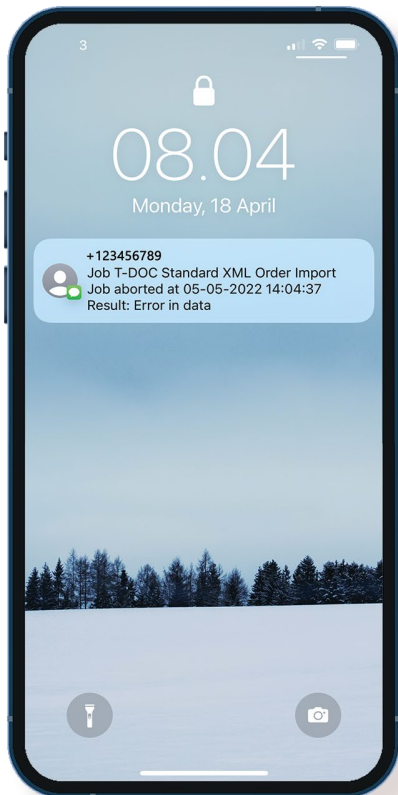 3
08.04
Monday, 18 April
+123456789
Job T-DOC Standard XML Order Import
Job aborted at 05-05-2022 14:04:37
Result: Error in data